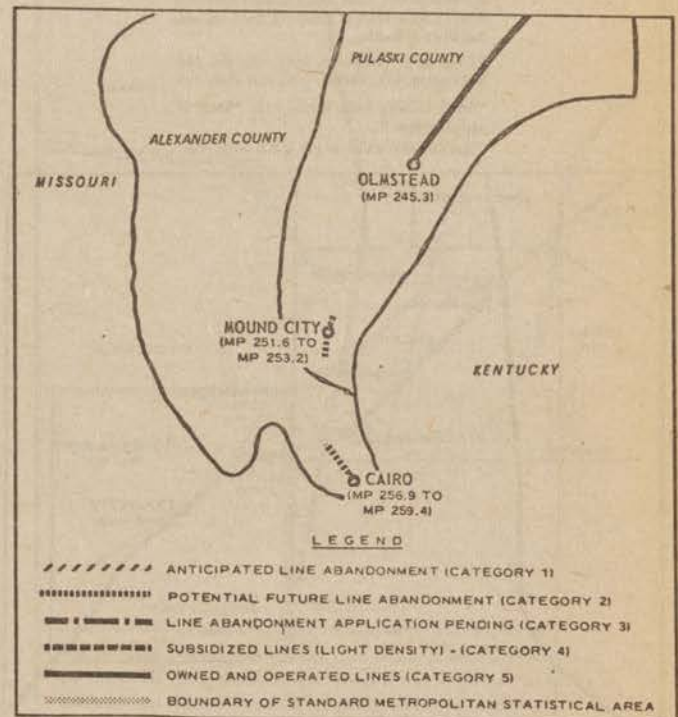 PULASKI COUNTY
ALEXANDER COUNTY
MISSOURI
OLMSTEAD
(MP 245.3)
MOUND CITY
(MP 251.6 TO
MP 253.2)
KENTUCKY
CAIRO
(MP 256.9 TO
MP 259.4)
LEGEND
ANTICIPATED LINE ABANDONMENT (CATEGORY 1)
POTENTIAL FUTURE LINE ABANDONMENT (CATEGORY 2)
LINE ABANDONMENT APPLICATION PENDING (CATEGORY 3)
SUBSIDIZED LINES (LIGHT DENSITY) - (CATEGORY 4)
OWNED AND OPERATED LINES (CATEGORY 5)
BOUNDARY OF STANDARD METROPOLITAN STATISTICAL AREA